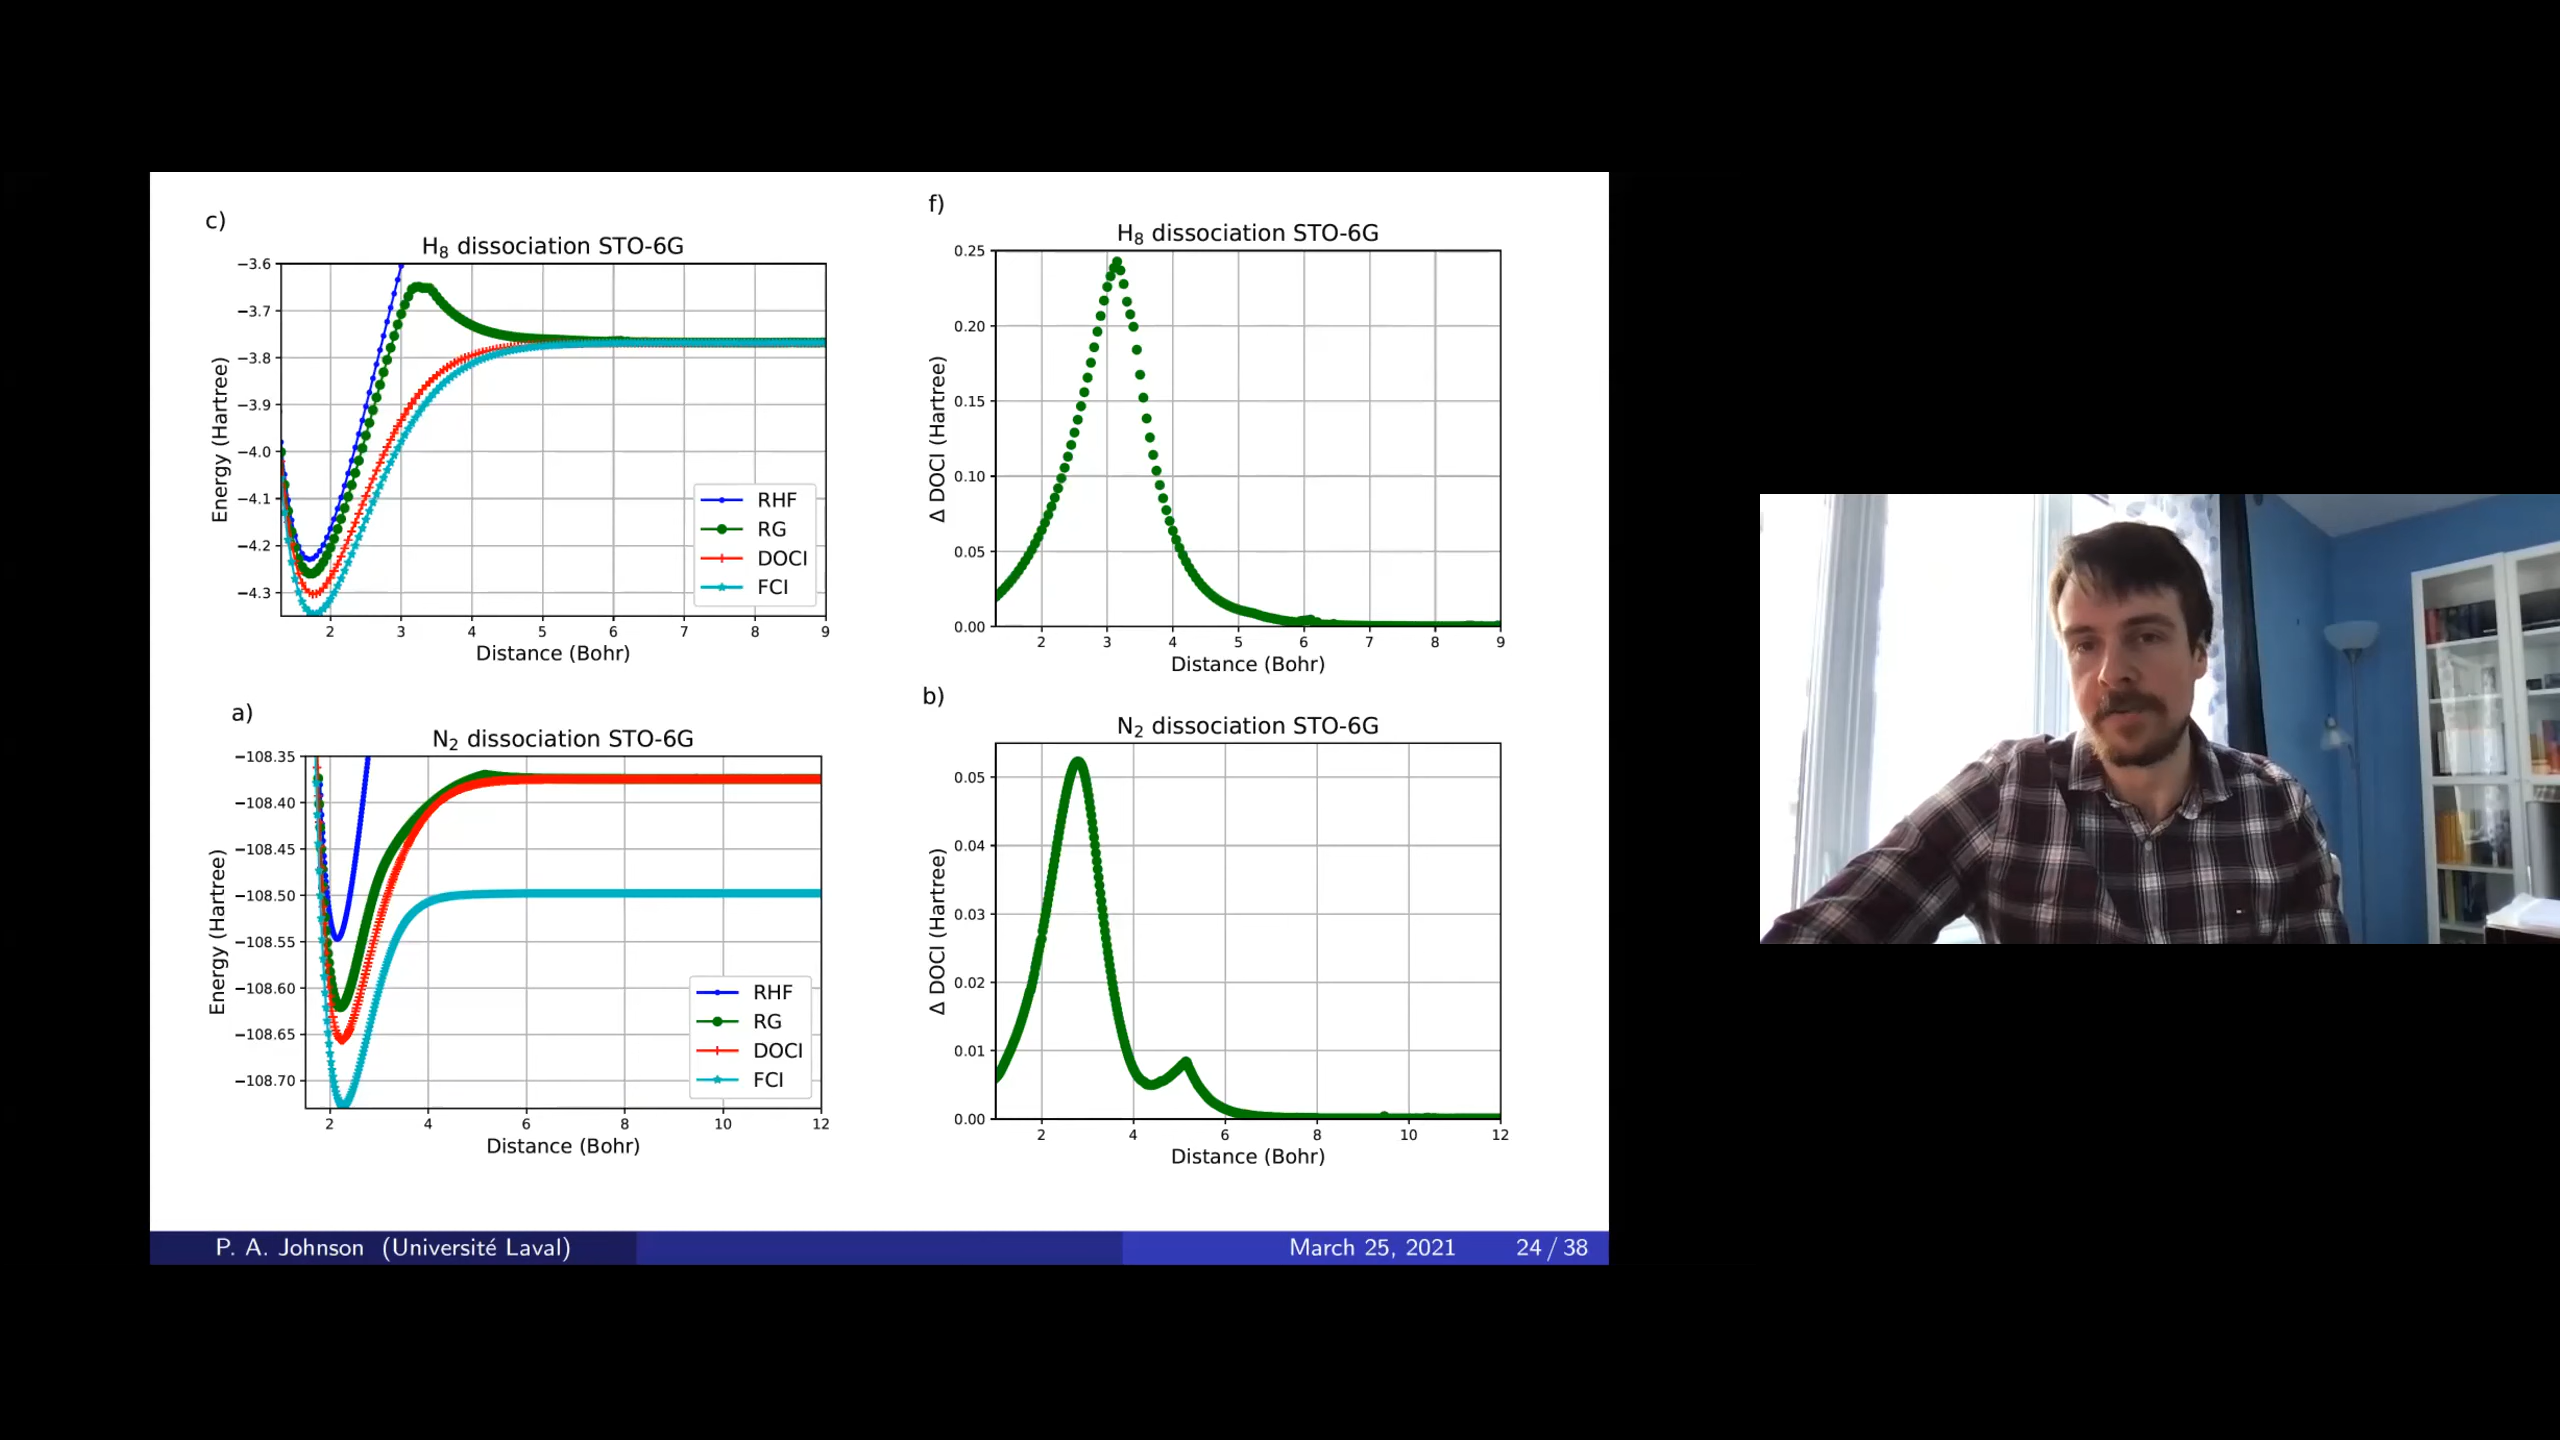 c)
H₈ dissociation STO-6G
−3.6
−3.7
−3.8
−3.9
−4.0
−4.1
−4.2
−4.3
Energy (Hartree)
RHF
RG
DOCI
FCI
2 3 4 5 6 7 8 9
Distance (Bohr)
f)
H₈ dissociation STO-6G
0.25
0.20
0.15
0.10
0.05
0.00
Δ DOCI (Hartree)
2 3 4 5 6 7 8 9
Distance (Bohr)
a)
N₂ dissociation STO-6G
−108.35
−108.40
−108.45
−108.50
−108.55
−108.60
−108.65
−108.70
Energy (Hartree)
RHF
RG
DOCI
FCI
2 4 6 8 10 12
Distance (Bohr)
b)
N₂ dissociation STO-6G
0.05
0.04
0.03
0.02
0.01
0.00
Δ DOCI (Hartree)
2 4 6 8 10 12
Distance (Bohr)
P. A. Johnson (Université Laval) March 25, 2021 24 / 38